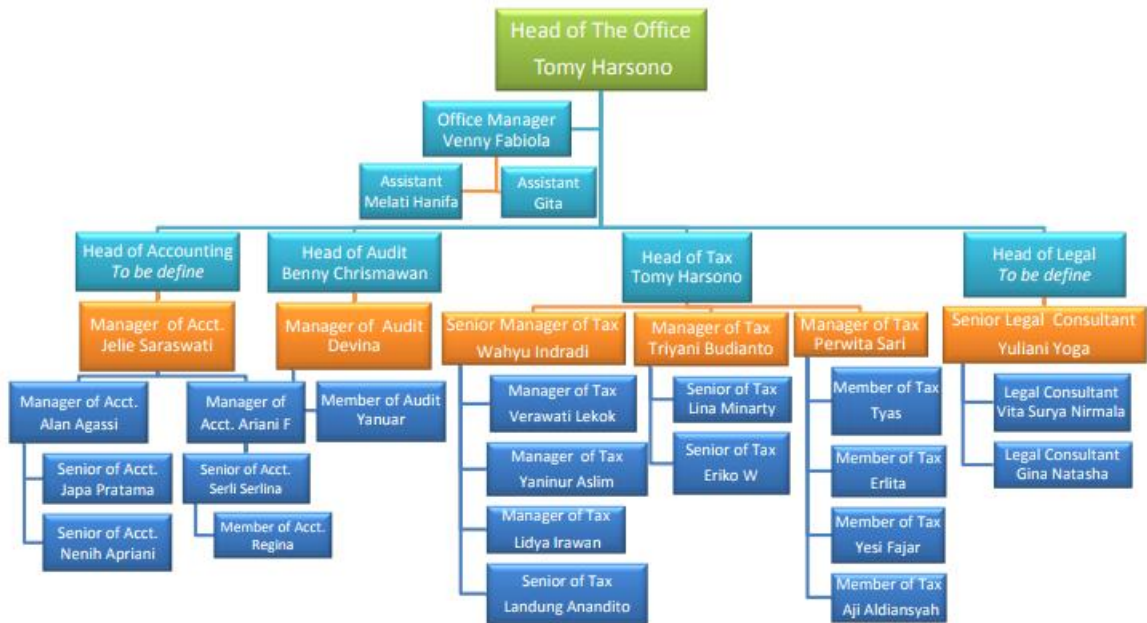 Head of The Office
Tomy Harsono
Office Manager
Venny Fabiola
Assistant
Melati Hanifa
Assistant
Gita
Head of Accounting
To be define
Head of Audit
Benny Chrismawan
Head of Tax
Tomy Harsono
Head of Legal
To be define
Manager of Acct.
Jelie Saraswati
Manager of Audit
Devina
Senior Manager of Tax
Wahyu Indradi
Manager of Tax
Triyani Budianto
Manager of Tax
Perwita Sari
Senior Legal Consultant
Yuliani Yoga
Manager of Acct.
Alan Agassi
Manager of
Acct. Ariani F
Member of Audit
Yanuar
Manager of Tax
Verawati Lekok
Senior of Tax
Lina Minarty
Member of Tax
Tyas
Legal Consultant
Vita Surya Nirmala
Senior of Acct.
Japa Pratama
Senior of Acct.
Serli Serlina
Manager of Tax
Yaninur Aslim
Senior of Tax
Eriko W
Member of Tax
Erlita
Legal Consultant
Gina Natasha
Senior of Acct.
Nenih Apriani
Member of Acct.
Regina
Manager of Tax
Lidya Irawan
Member of Tax
Yesi Fajar
Senior of Tax
Landung Anandito
Member of Tax
Aji Aldiansyah